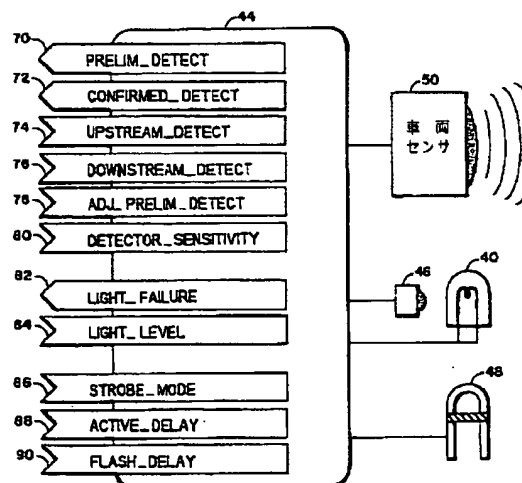 44
70
PRELIM_DETECT
72
CONFIRMED_DETECT
74
UPSTREAM_DETECT
76
DOWNSTREAM_DETECT
78
ADJ_PRELIM_DETECT
80
DETECTOR_SENSITIVITY
82
LIGHT_FAILURE
84
LIGHT_LEVEL
86
STROBE_MODE
88
ACTIVE_DELAY
90
FLASH_DELAY
50
車両
センサ
46
40
48